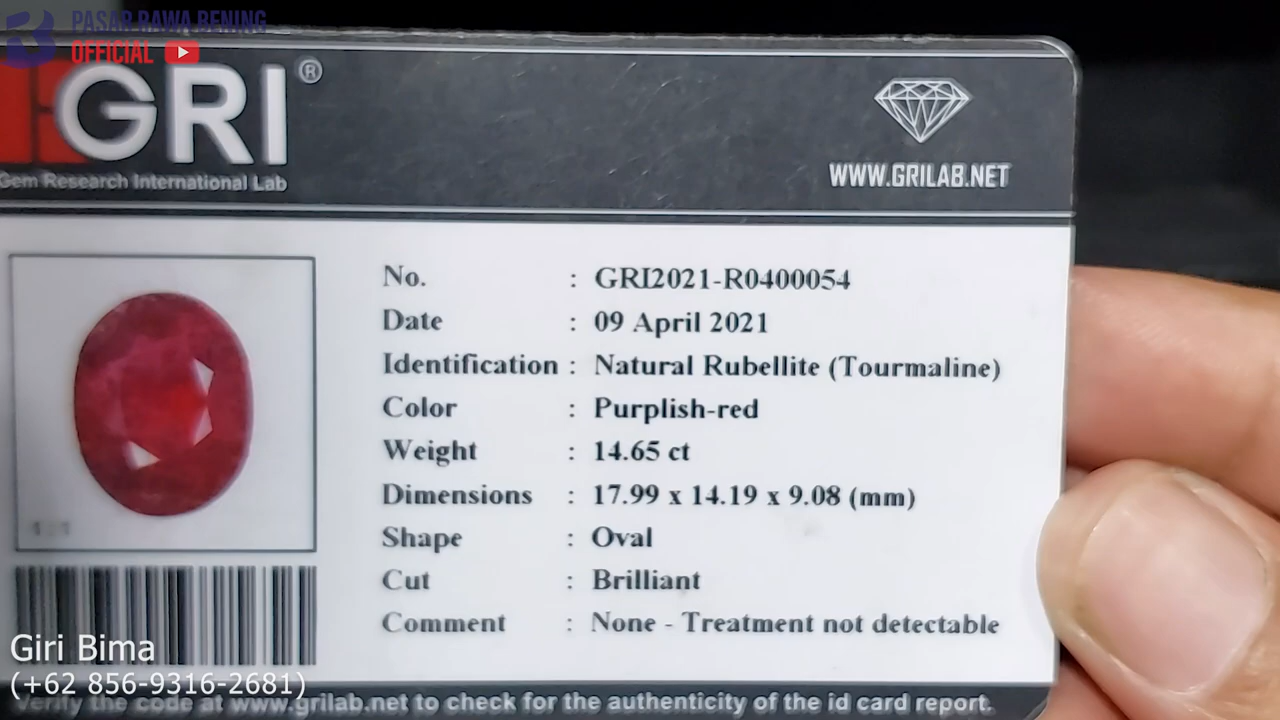 PASAR RAWA BENING
OFFICIAL
GRI®
Gem Research International Lab
WWW.GRILAB.NET
No. : GRI2021-R0400054
Date : 09 April 2021
Identification : Natural Rubellite (Tourmaline)
Color : Purplish-red
Weight : 14.65 ct
Dimensions : 17.99 x 14.19 x 9.08 (mm)
Shape : Oval
Cut : Brilliant
Comment : None - Treatment not detectable
Giri Bima
(+62 856-9316-2681)
Verify the code at www.grilab.net to check for the authenticity of the id card report.